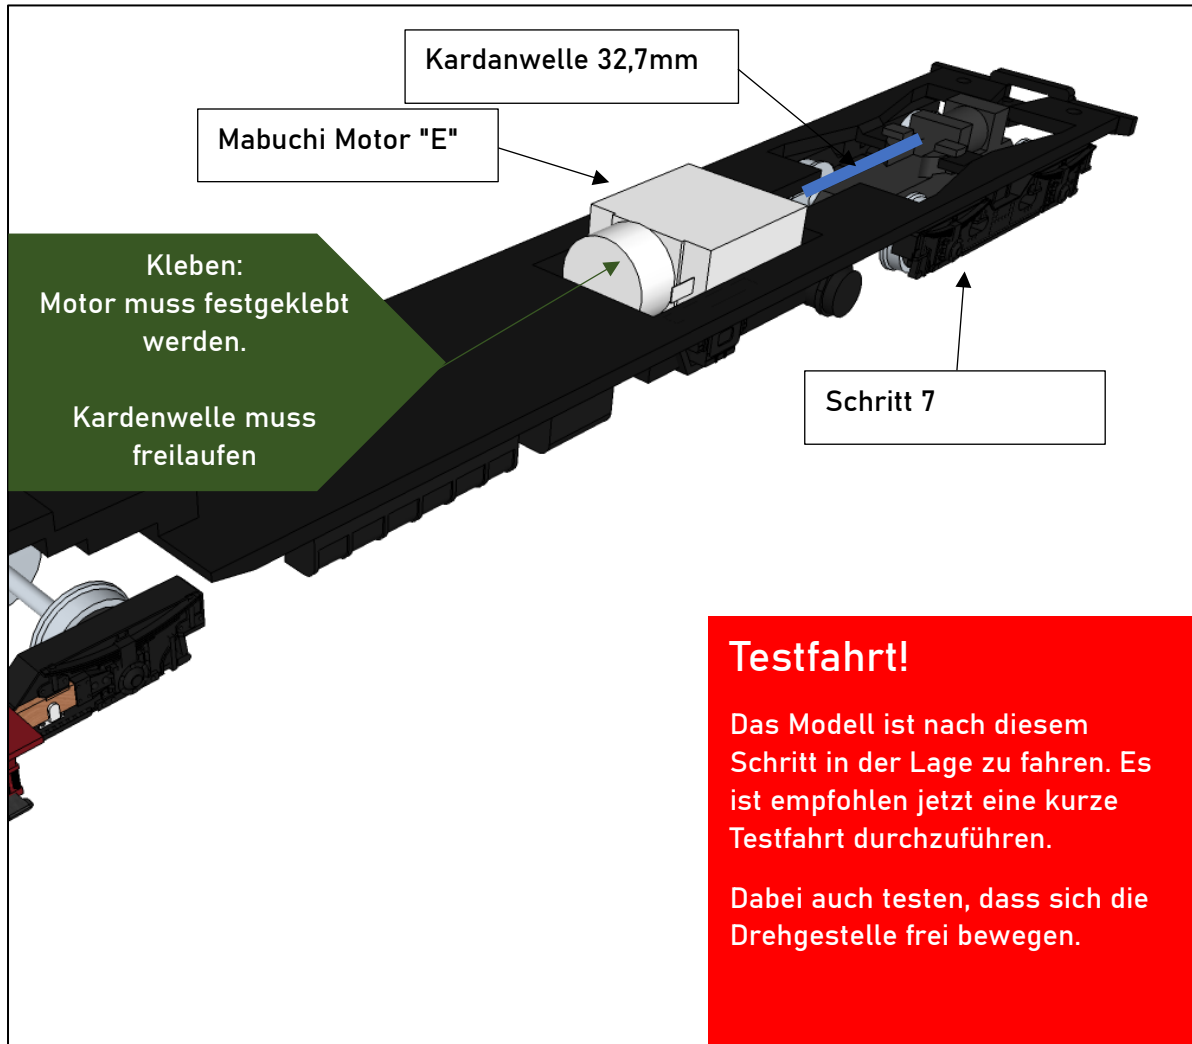 Kardanwelle 32,7mm
Mabuchi Motor "E"
Kleben:
Motor muss festgeklebt
werden.
Kardenwelle muss
freilaufen
Schritt 7
Testfahrt!
Das Modell ist nach diesem
Schritt in der Lage zu fahren. Es
ist empfohlen jetzt eine kurze
Testfahrt durchzuführen.
Dabei auch testen, dass sich die
Drehgestelle frei bewegen.